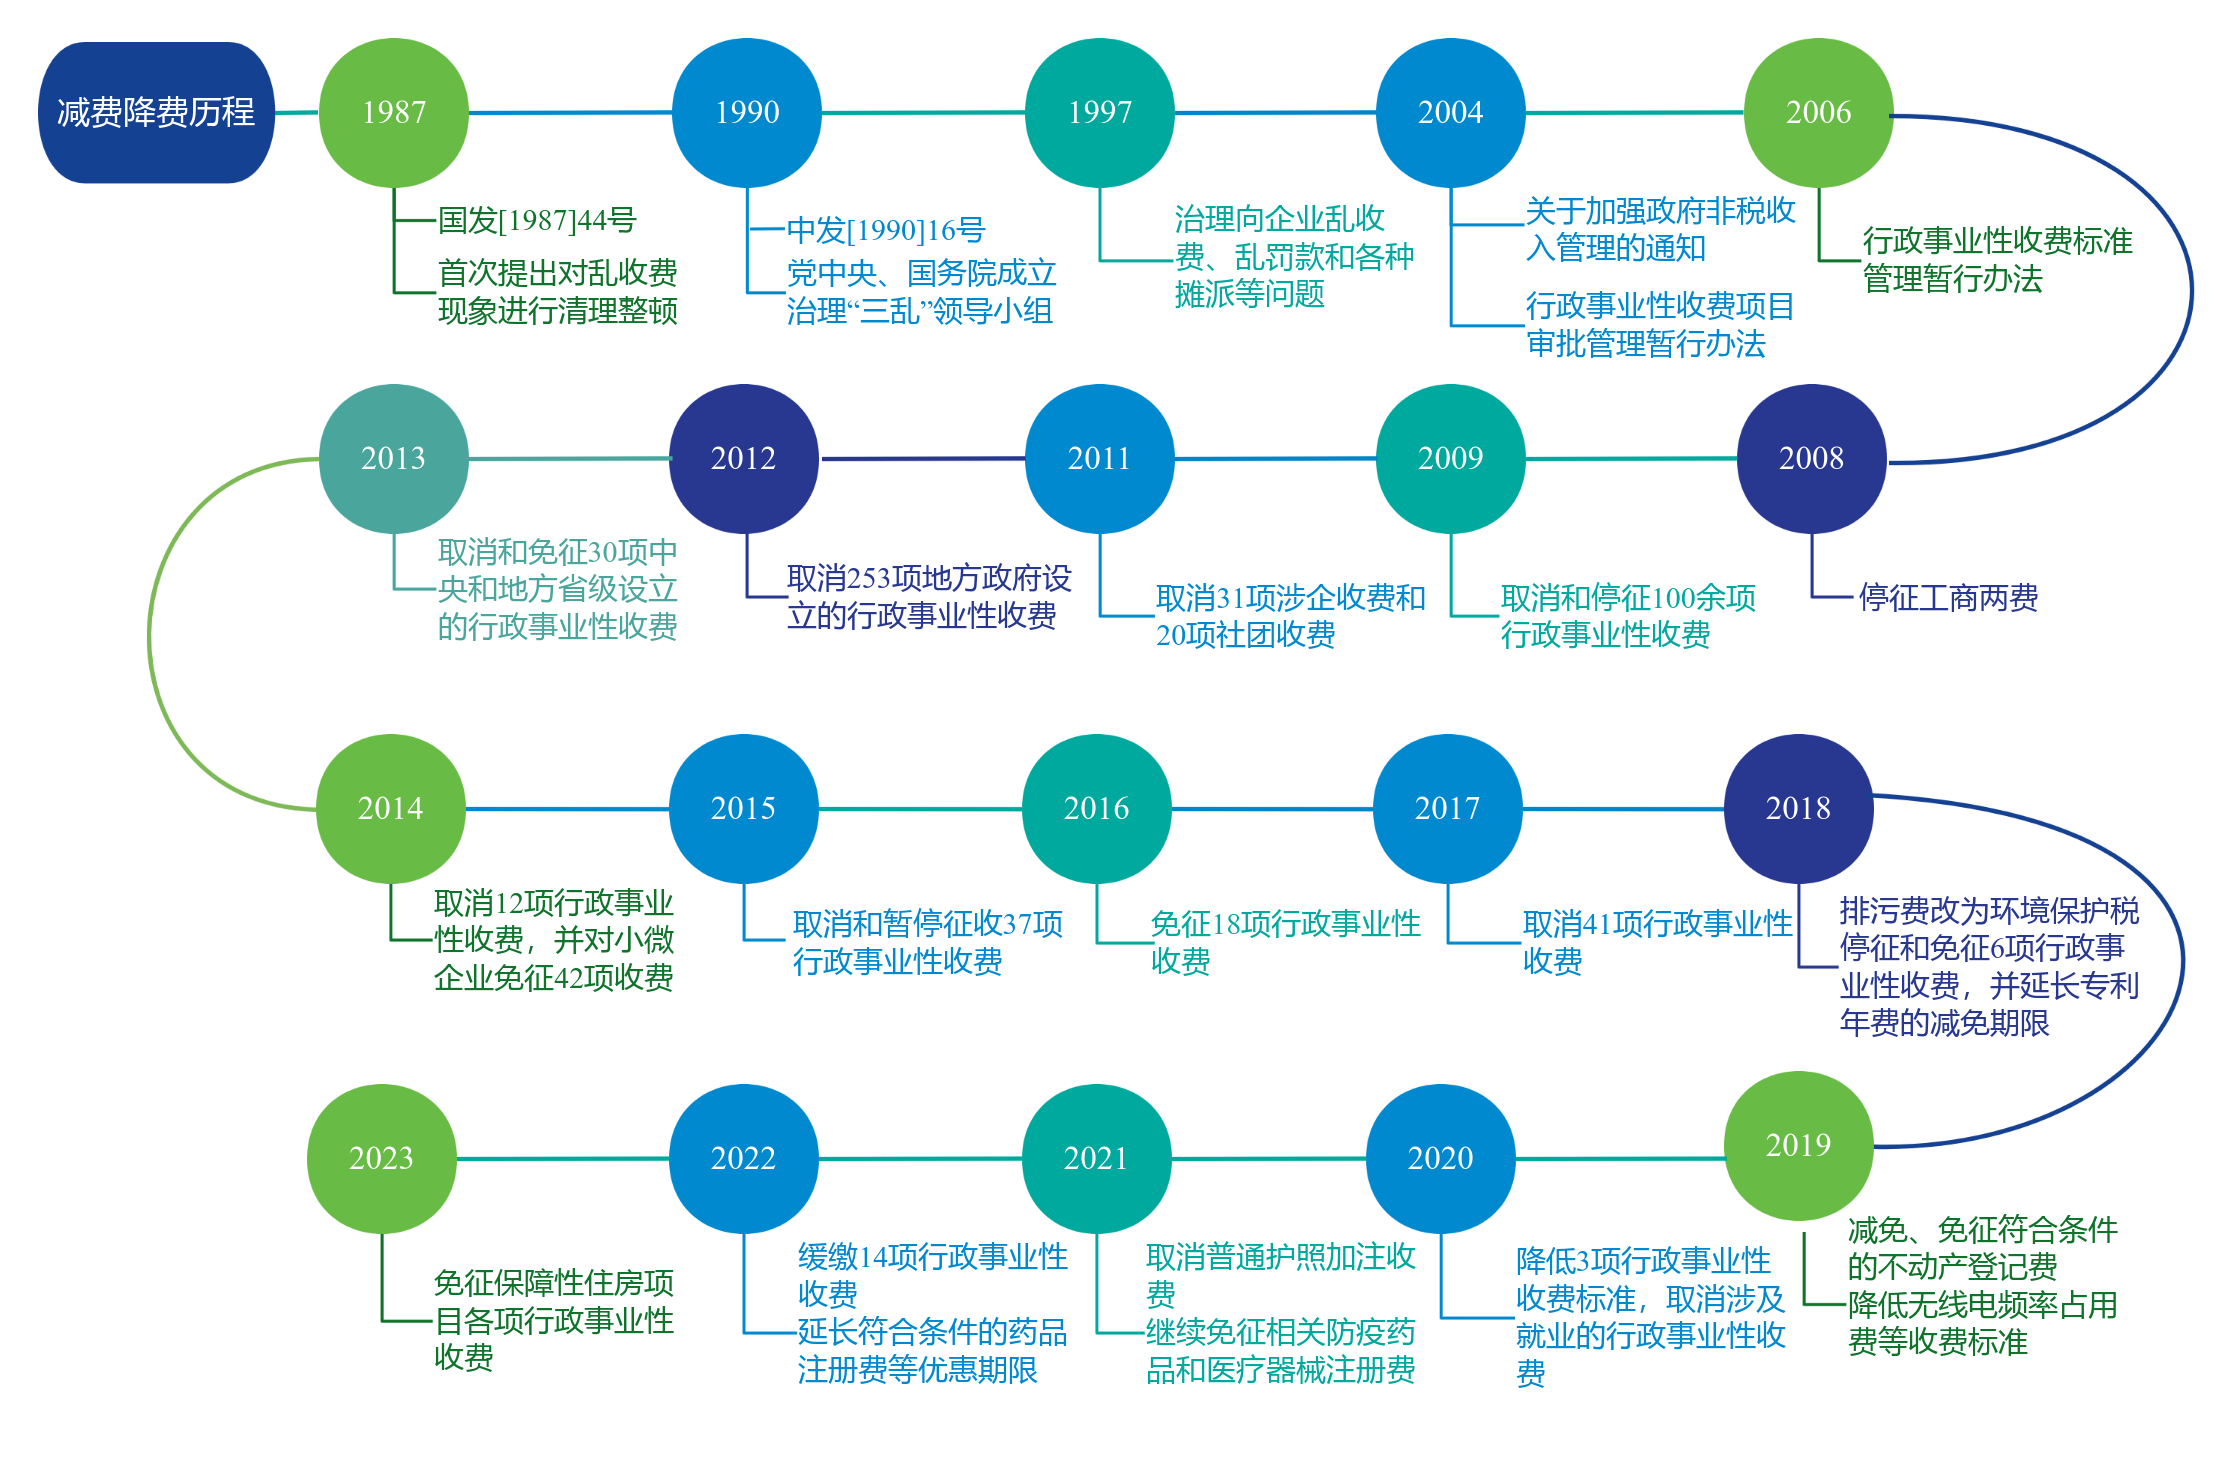 减费降费历程
1987
1990
1997
2004
2006
国发[1987]44号
首次提出对乱收费
现象进行清理整顿
中发[1990]16号
党中央、国务院成立
治理“三乱”领导小组
治理向企业乱收
费、乱罚款和各种
摊派等问题
关于加强政府非税收
入管理的通知
行政事业性收费项目
审批管理暂行办法
行政事业性收费标准
管理暂行办法
2013
2012
2011
2009
2008
取消和免征30项中
央和地方省级设立
的行政事业性收费
取消253项地方政府设
立的行政事业性收费
取消31项涉企收费和
20项社团收费
取消和停征100余项
行政事业性收费
停征工商两费
2014
2015
2016
2017
2018
取消12项行政事业
性收费，并对小微
企业免征42项收费
取消和暂停征收37项
行政事业性收费
免征18项行政事业性
收费
取消41项行政事业性
收费
排污费改为环境保护税
停征和免征6项行政事
业性收费，并延长专利
年费的减免期限
2023
2022
2021
2020
2019
免征保障性住房项
目各项行政事业性
收费
缓缴14项行政事业性
收费
延长符合条件的药品
注册费等优惠期限
取消普通护照加注收
费
继续免征相关防疫药
品和医疗器械注册费
降低3项行政事业性
收费标准，取消涉及
就业的行政事业性收
费
减免、免征符合条件
的不动产登记费
降低无线电频率占用
费等收费标准